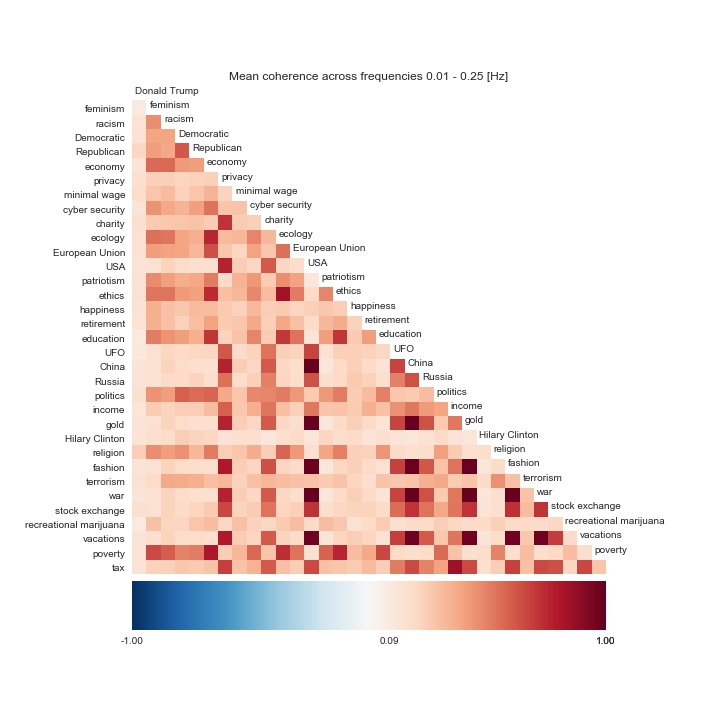 Mean coherence across frequencies 0.01 - 0.25 [Hz]
Donald Trump
feminism feminism
racism racism
Democratic Democratic
Republican Republican
economy economy
privacy privacy
minimal wage minimal wage
cyber security cyber security
charity charity
ecology ecology
European Union European Union
USA USA
patriotism patriotism
ethics ethics
happiness happiness
retirement retirement
education education
UFO UFO
China China
Russia Russia
politics politics
income income
gold gold
Hilary Clinton Hilary Clinton
religion religion
fashion fashion
terrorism terrorism
war war
stock exchange stock exchange
recreational marijuana recreational marijuana
vacations vacations
poverty poverty
tax
-1.00 0.09 1.00